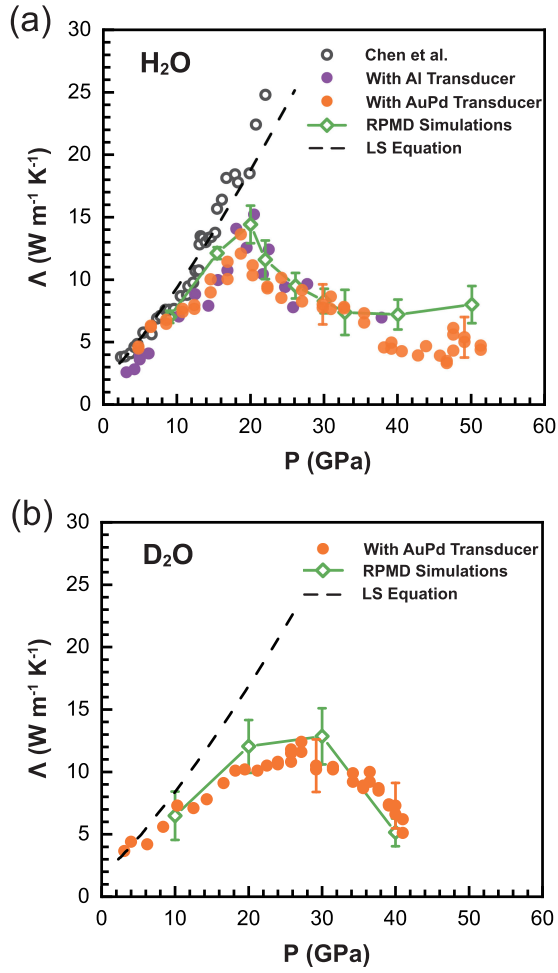 (a)
H₂O
Chen et al.
With Al Transducer
With AuPd Transducer
RPMD Simulations
LS Equation
30
25
20
15
10
5
0
Λ (W m⁻¹ K⁻¹)
0 10 20 30 40 50 60
P (GPa)
(b)
D₂O
With AuPd Transducer
RPMD Simulations
LS Equation
30
25
20
15
10
5
0
Λ (W m⁻¹ K⁻¹)
0 10 20 30 40 50 60
P (GPa)